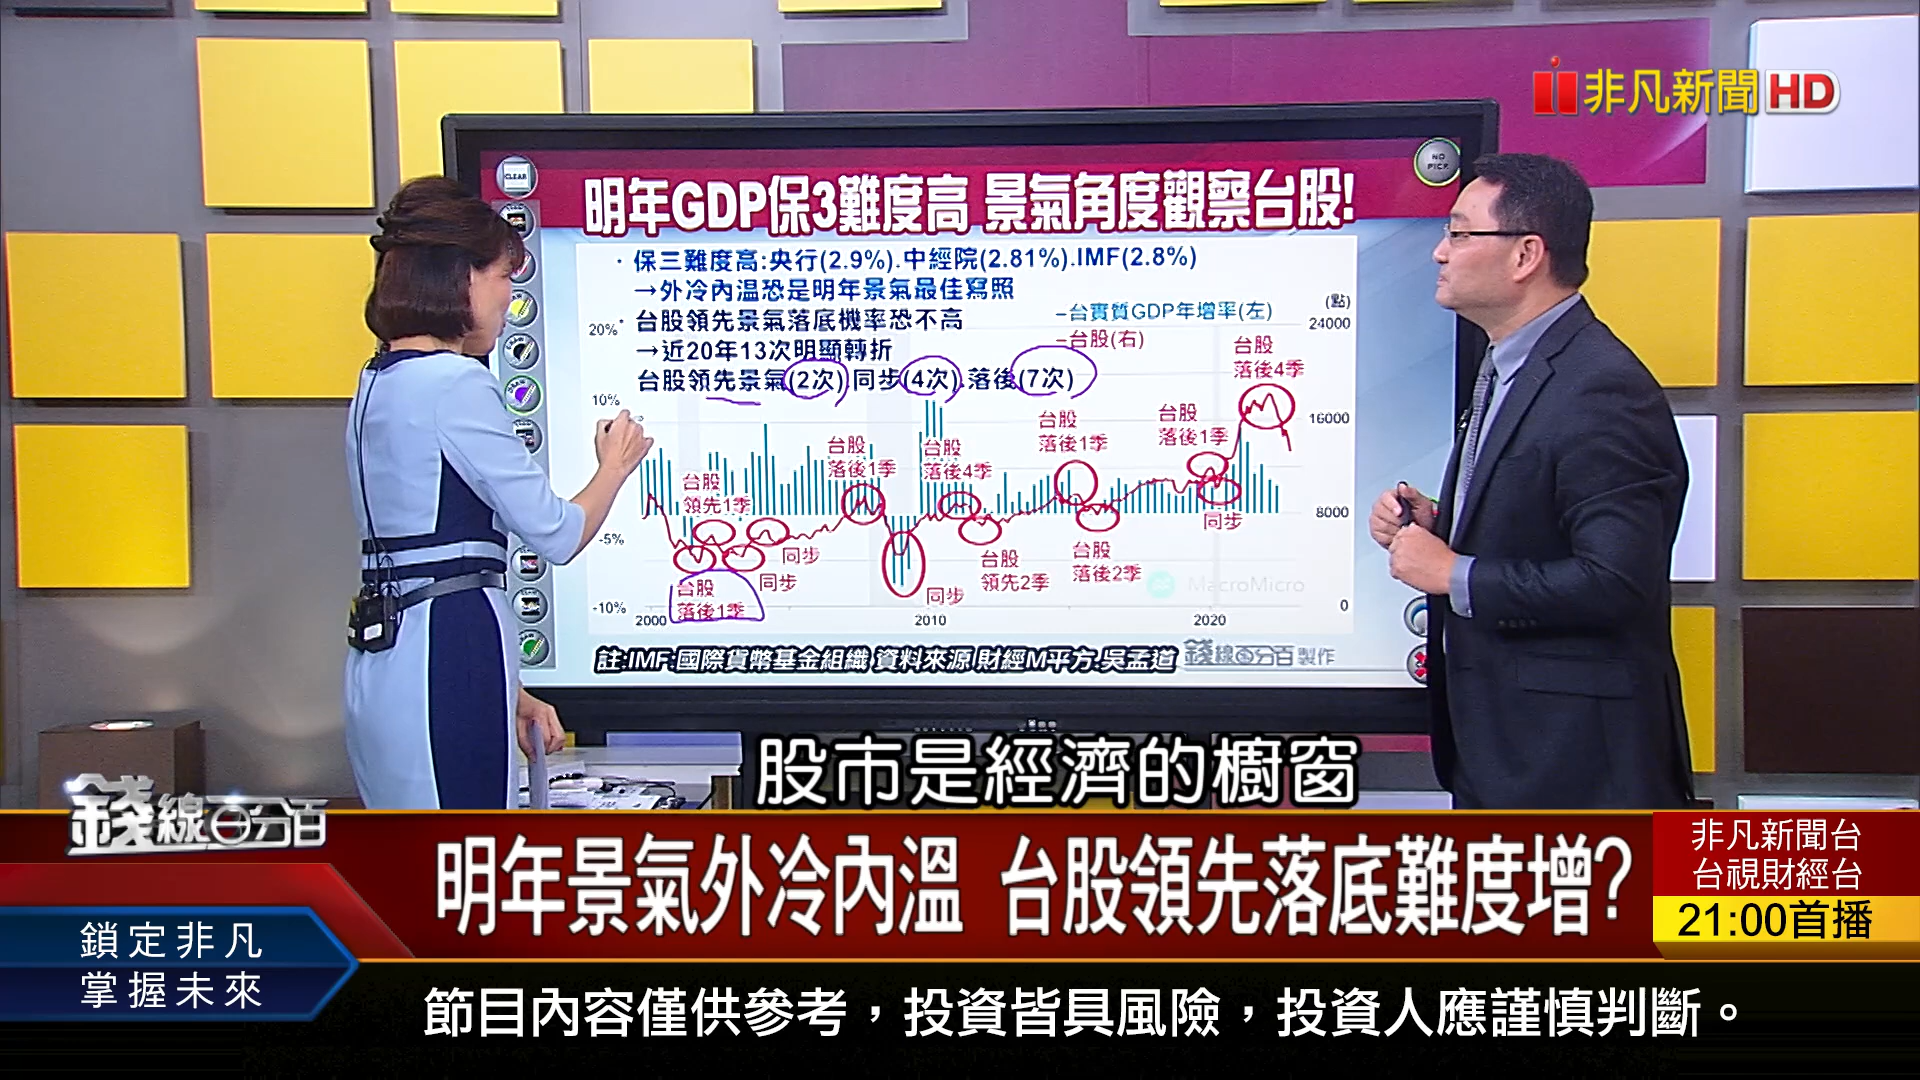 非凡新聞HD
CLEAR
NO PICK
明年GDP保3難度高 景氣角度觀察台股!
·保三難度高:央行(2.9%).中經院(2.81%).IMF(2.8%)
→外冷內溫恐是明年景氣最佳寫照
·台股領先景氣落底機率恐不高
→近20年13次明顯轉折
台股領先景氣(2次).同步(4次).落後(7次)
–台實質GDP年增率(左)
–台股(右)
(點)
20%
10%
-5%
-10%
24000
16000
8000
0
2000
2010
2020
台股
領先1季
台股
落後1季
同步
同步
台股
落後1季
同步
台股
落後4季
台股
領先2季
台股
落後1季
台股
落後2季
台股
落後1季
同步
台股
落後4季
MacroMicro
註:IMF:國際貨幣基金組織 資料來源:財經M平方.吳孟道
錢線百分百 製作
股市是經濟的櫥窗
錢線百分百
明年景氣外冷內溫 台股領先落底難度增?
非凡新聞台
台視財經台
21:00首播
鎖定非凡
掌握未來
節目內容僅供參考，投資皆具風險，投資人應謹慎判斷。